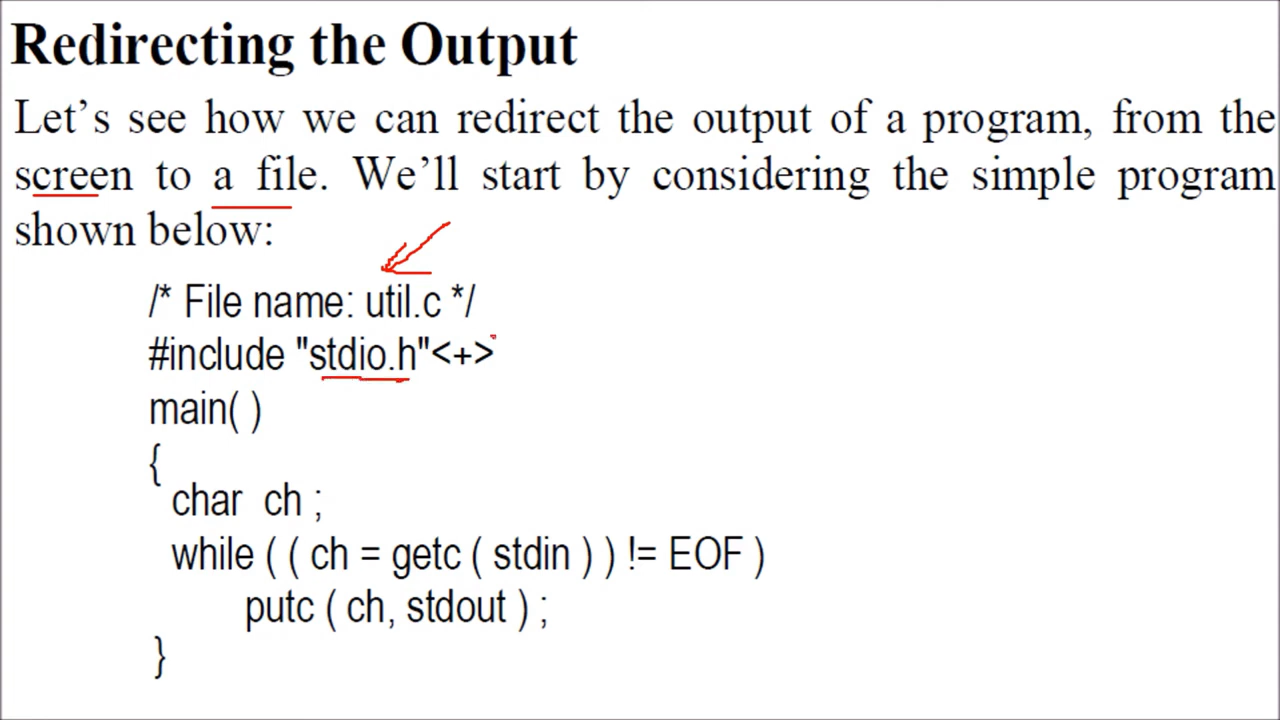 Redirecting the Output
Let’s see how we can redirect the output of a program, from the
screen to a file. We’ll start by considering the simple program
shown below:
/* File name: util.c */
#include "stdio.h"<+>
main( )
{
char ch ;
while ( ( ch = getc ( stdin ) ) != EOF )
putc ( ch, stdout ) ;
}